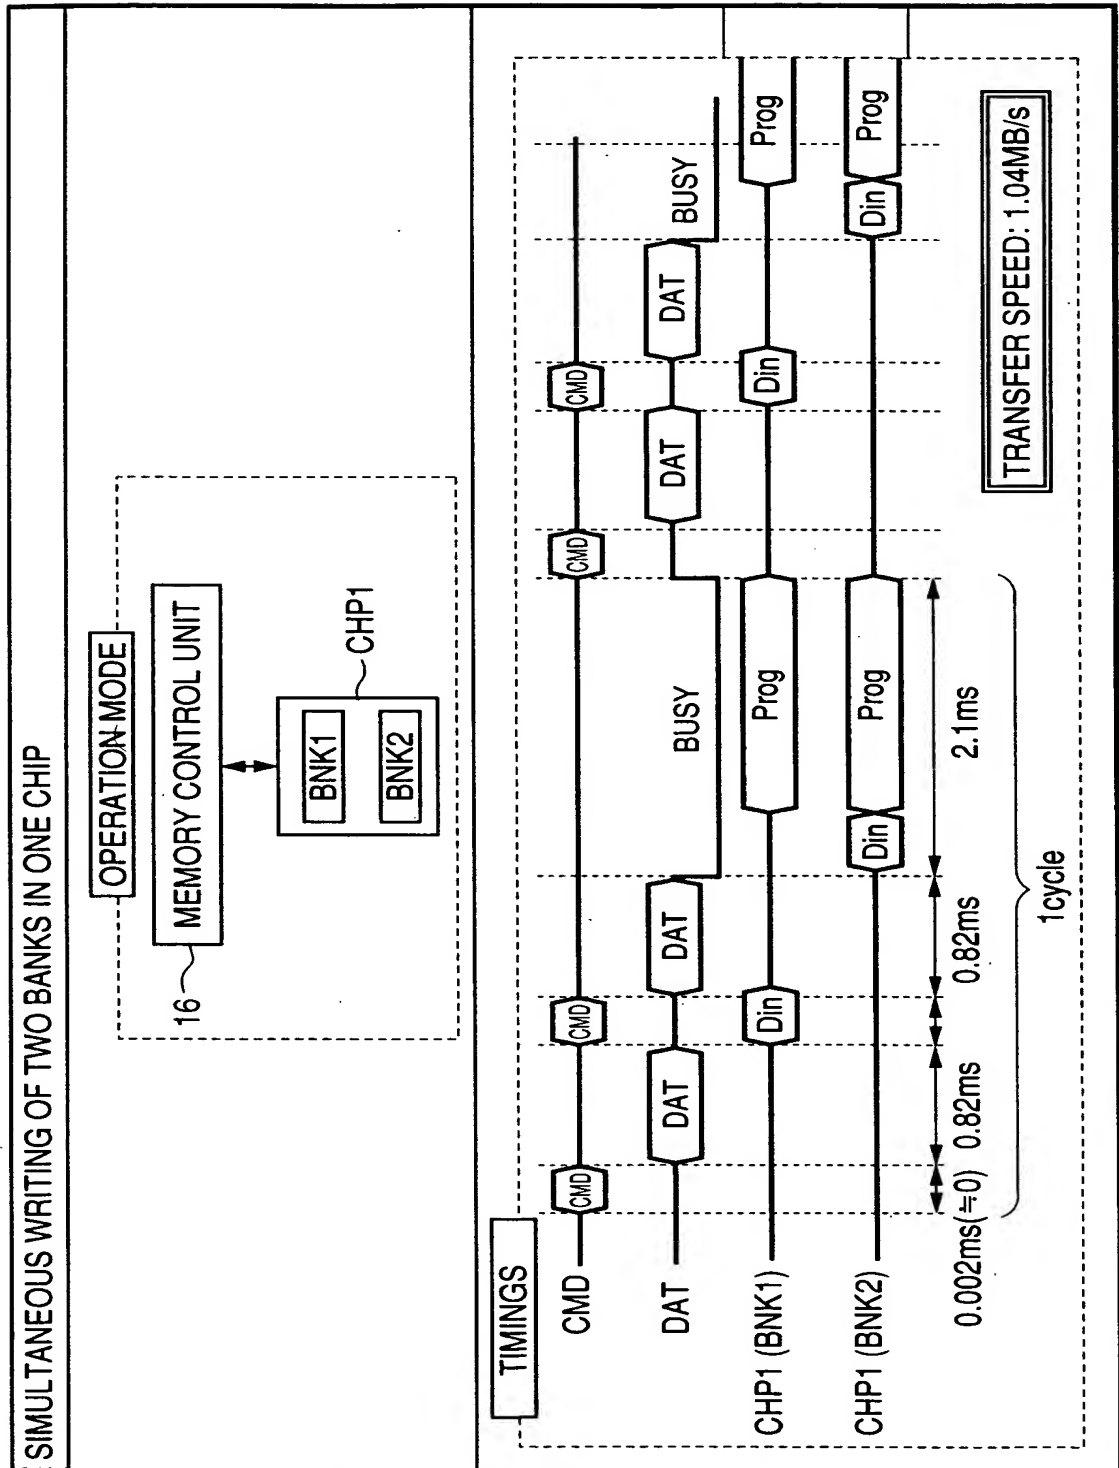 SIMULTANEOUS WRITING OF TWO BANKS IN ONE CHIP
OPERATION MODE
16
MEMORY CONTROL UNIT
CHP1
BNK1
BNK2
TIMINGS
CMD CMD CMD CMD CMD
DAT DAT DAT BUSY DAT DAT BUSY
CHP1 (BNK1) Din Prog Din Prog
CHP1 (BNK2) Din Prog Din Prog
0.002ms(≒0) 0.82ms 0.82ms 2.1ms
1cycle
TRANSFER SPEED: 1.04MB/s